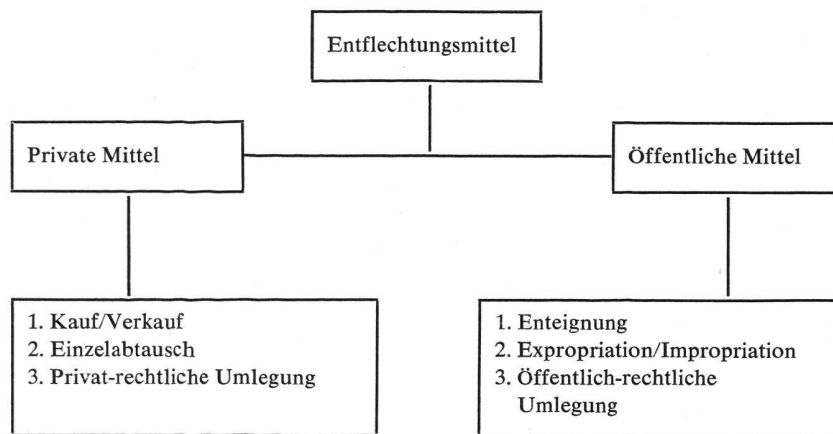 Entflechtungsmittel
Private Mittel
Öffentliche Mittel
1. Kauf/Verkauf
2. Einzelabtausch
3. Privat-rechtliche Umlegung
1. Enteignung
2. Expropriation/Impropriation
3. Öffentlich-rechtliche
Umlegung